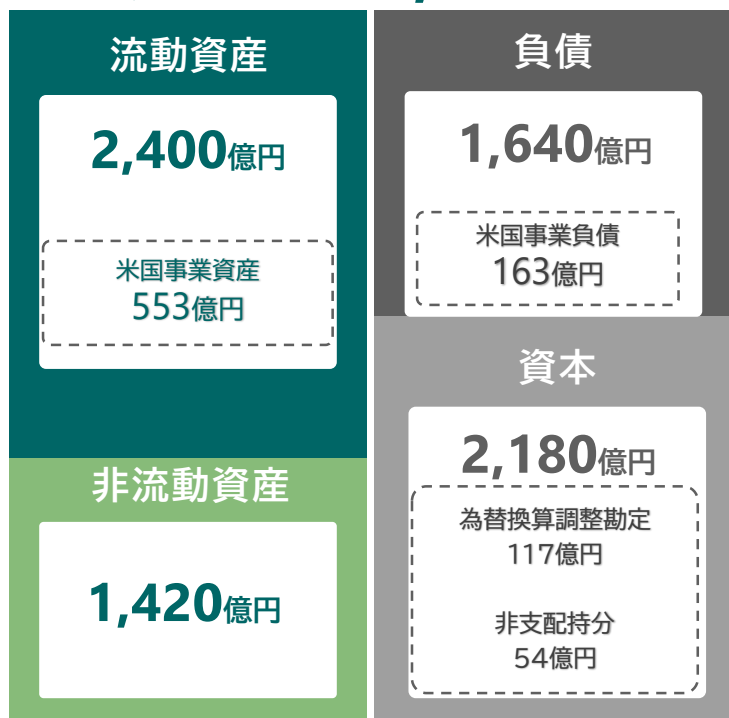 流動資産
2,400億円
米国事業資産
553億円
非流動資産
1,420億円
負債
1,640億円
米国事業負債
163億円
資本
2,180億円
為替換算調整勘定
117億円
非支配持分
54億円